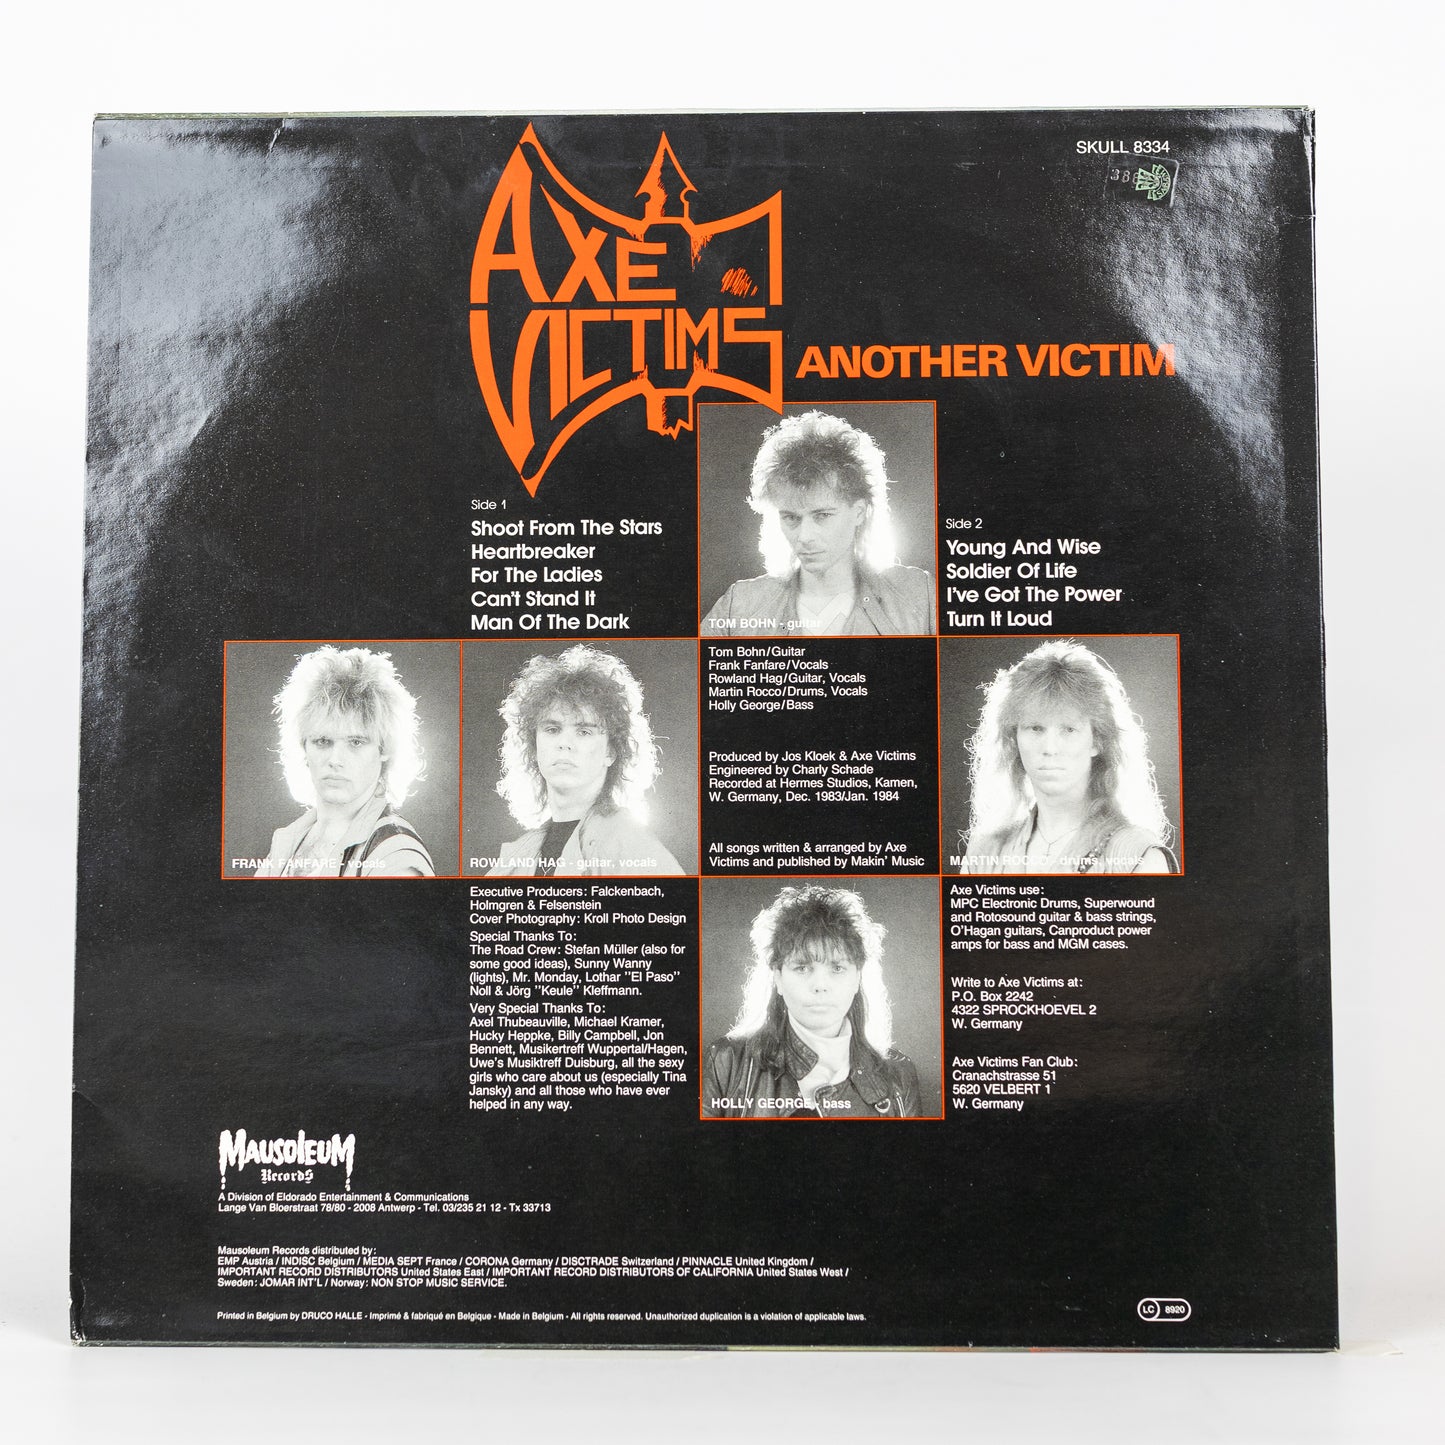 SKULL 8334
388
AXE
VICTIMS
ANOTHER VICTIM
Side 1
Shoot From The Stars
Heartbreaker
For The Ladies
Can't Stand It
Man Of The Dark
Side 2
Young And Wise
Soldier Of Life
I've Got The Power
Turn It Loud
TOM BOHN - guitar
FRANK FANFARE - vocals
ROWLAND HAG - guitar, vocals
Tom Bohn/Guitar
Frank Fanfare/Vocals
Rowland Hag/Guitar, Vocals
Martin Rocco/Drums, Vocals
Holly George/Bass
Produced by Jos Kloek & Axe Victims
Engineered by Charly Schade
Recorded at Hermes Studios, Kamen,
W. Germany, Dec. 1983/Jan. 1984
All songs written & arranged by Axe
Victims and published by Makin' Music
MARTIN ROCCO - drums, vocals
Executive Producers: Falckenbach,
Holmgren & Felsenstein
Cover Photography: Kroll Photo Design
Special Thanks To:
The Road Crew: Stefan Müller (also for
some good ideas), Sunny Wanny
(lights), Mr. Monday, Lothar "El Paso"
Noll & Jörg "Keule" Kleffmann.
Very Special Thanks To:
Axel Thubeauville, Michael Kramer,
Hucky Heppke, Billy Campbell, Jon
Bennett, Musikertreff Wuppertal/Hagen,
Uwe's Musiktreff Duisburg, all the sexy
girls who care about us (especially Tina
Jansky) and all those who have ever
helped in any way.
HOLLY GEORGE - bass
Axe Victims use:
MPC Electronic Drums, Superwound
and Rotosound guitar & bass strings,
O'Hagan guitars, Canproduct power
amps for bass and MGM cases.
Write to Axe Victims at:
P.O. Box 2242
4322 SPROCKHOEVEL 2
W. Germany
Axe Victims Fan Club:
Cranachstrasse 51
5620 VELBERT 1
W. Germany
MAUSOLEUM
Records
A Division of Eldorado Entertainment & Communications
Lange Van Bloerstraat 78/80 - 2008 Antwerp - Tel. 03/235 21 12 - Tx 33713
Mausoleum Records distributed by:
EMP Austria / INDISC Belgium / MEDIA SEPT France / CORONA Germany / DISCTRADE Switzerland / PINNACLE United Kingdom /
IMPORTANT RECORD DISTRIBUTORS United States East / IMPORTANT RECORD DISTRIBUTORS OF CALIFORNIA United States West /
Sweden: JOMAR INT'L / Norway: NON STOP MUSIC SERVICE.
Printed in Belgium by DRUCO HALLE - Imprimé & fabriqué en Belgique - Made in Belgium - All rights reserved. Unauthorized duplication is a violation of applicable laws.
LC 8920